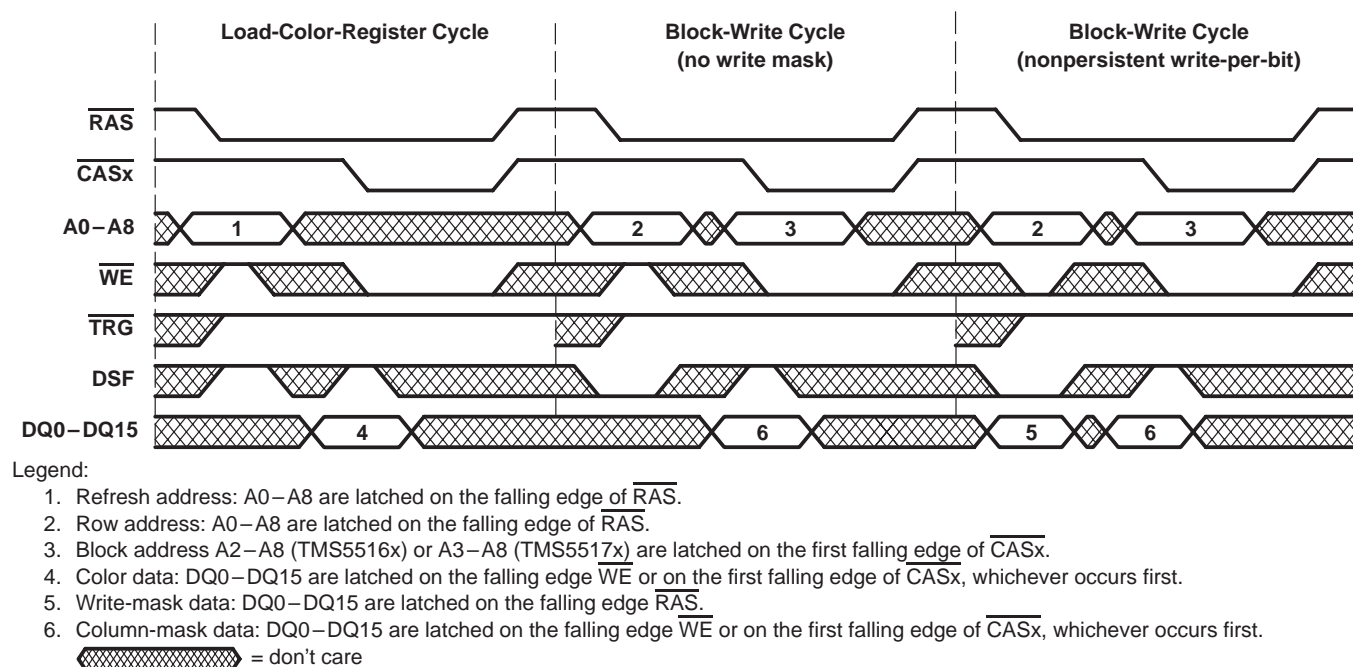 Load-Color-Register Cycle
Block-Write Cycle
(no write mask)
Block-Write Cycle
(nonpersistent write-per-bit)
RAS
CASx
A0–A8
1
2
3
2
3
WE
TRG
DSF
DQ0–DQ15
4
6
5
6
Legend:
1. Refresh address: A0–A8 are latched on the falling edge of RAS.
2. Row address: A0–A8 are latched on the falling edge of RAS.
3. Block address A2–A8 (TMS5516x) or A3–A8 (TMS5517x) are latched on the first falling edge of CASx.
4. Color data: DQ0–DQ15 are latched on the falling edge WE or on the first falling edge of CASx, whichever occurs first.
5. Write-mask data: DQ0–DQ15 are latched on the falling edge RAS.
6. Column-mask data: DQ0–DQ15 are latched on the falling edge WE or on the first falling edge of CASx, whichever occurs first.
= don't care